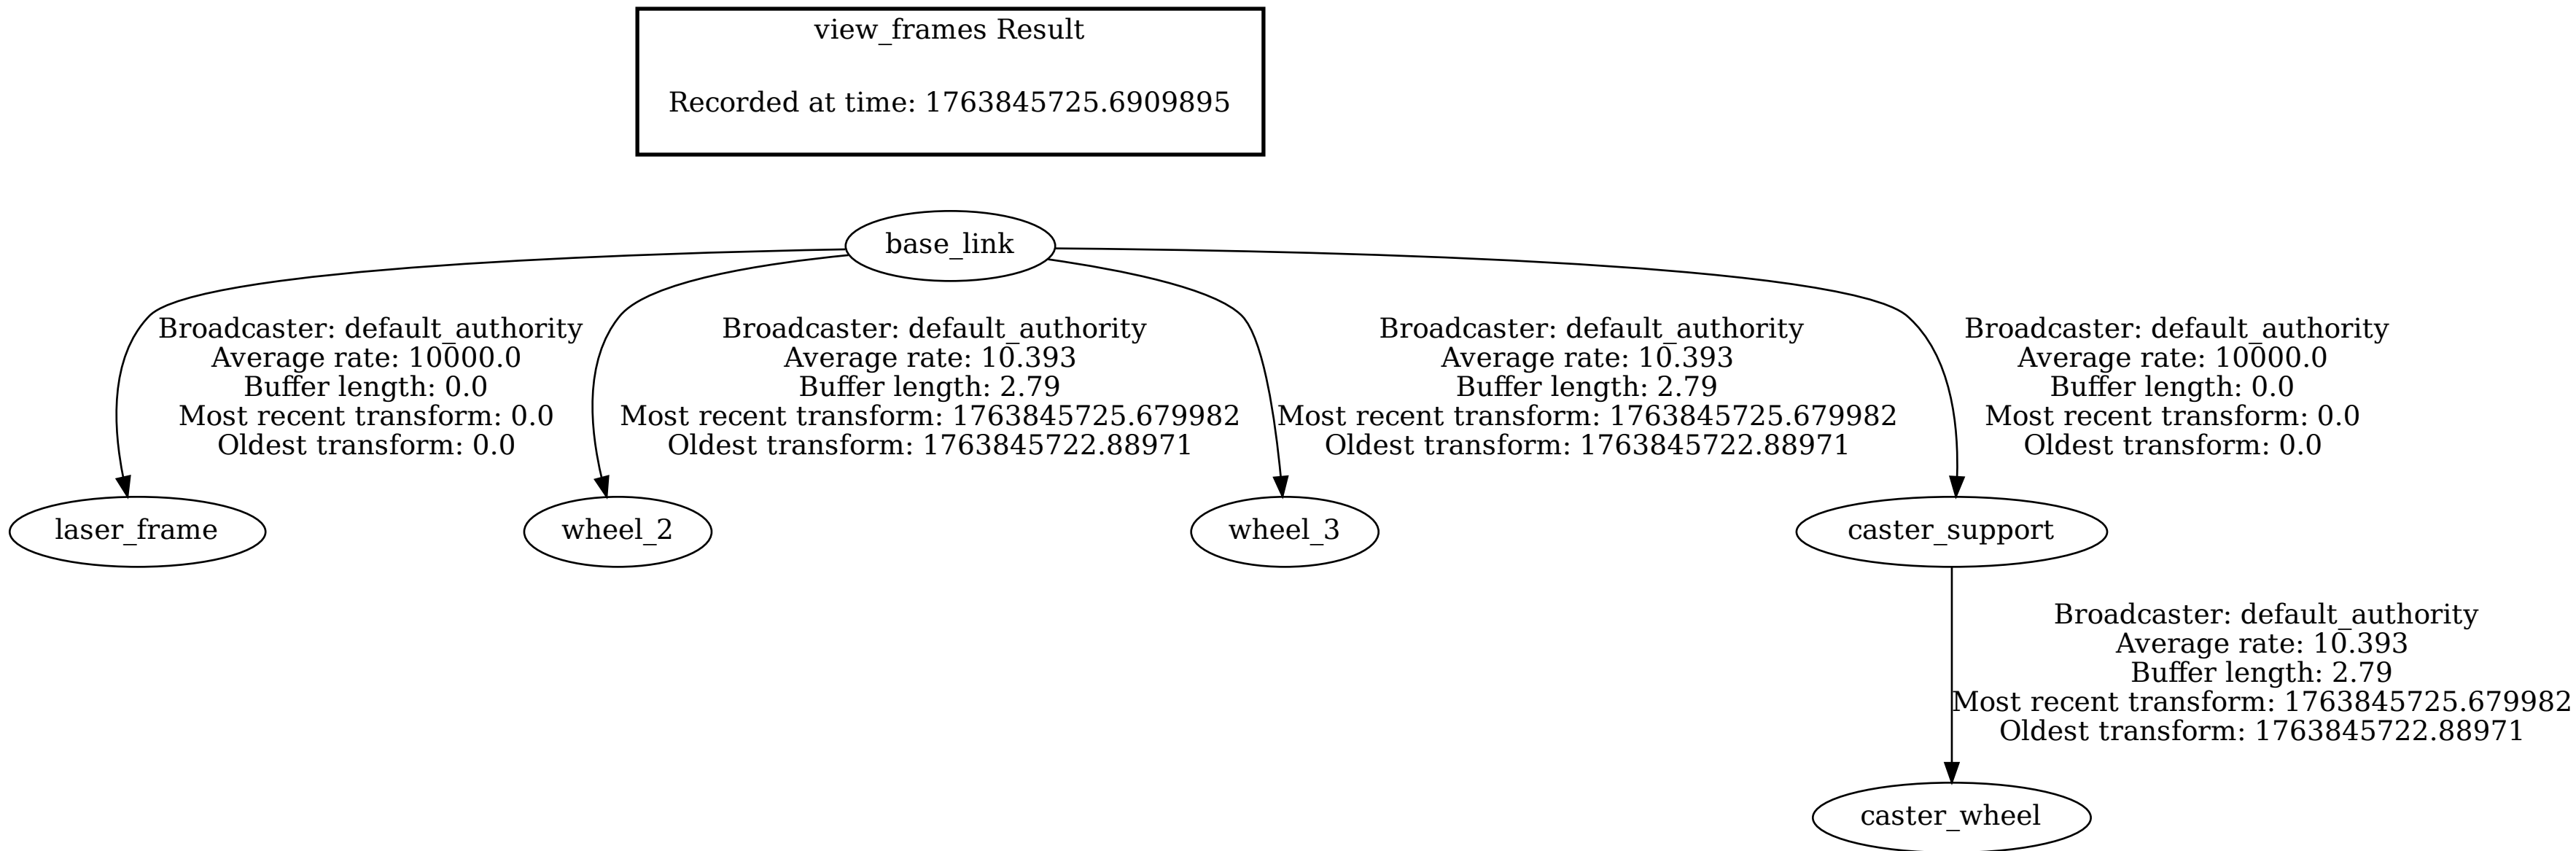 view_frames Result
Recorded at time: 1763845725.6909895
base_link
Broadcaster: default_authority
Average rate: 10000.0
Buffer length: 0.0
Most recent transform: 0.0
Oldest transform: 0.0
Broadcaster: default_authority
Average rate: 10.393
Buffer length: 2.79
Most recent transform: 1763845725.679982
Oldest transform: 1763845722.88971
Broadcaster: default_authority
Average rate: 10.393
Buffer length: 2.79
Most recent transform: 1763845725.679982
Oldest transform: 1763845722.88971
Broadcaster: default_authority
Average rate: 10000.0
Buffer length: 0.0
Most recent transform: 0.0
Oldest transform: 0.0
laser_frame
wheel_2
wheel_3
caster_support
Broadcaster: default_authority
Average rate: 10.393
Buffer length: 2.79
Most recent transform: 1763845725.679982
Oldest transform: 1763845722.88971
caster_wheel